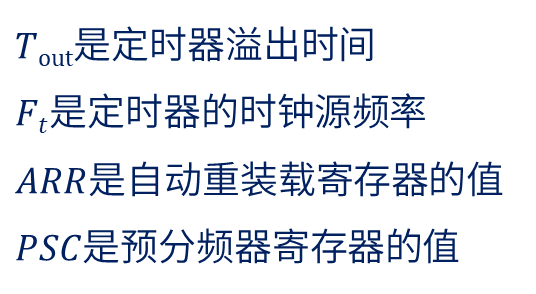 Tout是定时器溢出时间
Ft是定时器的时钟源频率
ARR是自动重装载寄存器的值
PSC是预分频器寄存器的值